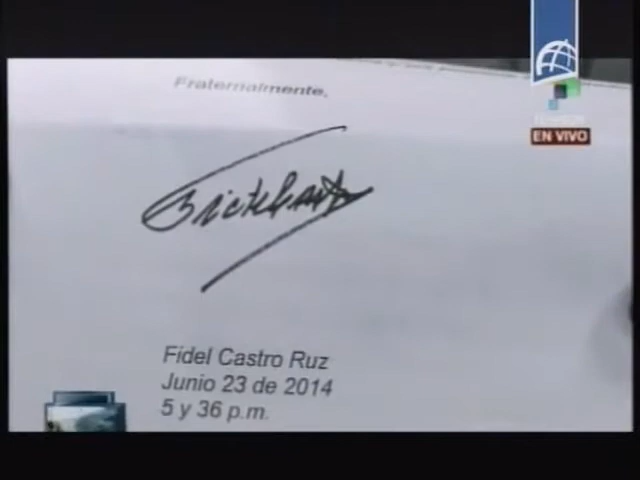 EN VIVO
Fraternalmente,
Fidel Castro Ruz
Junio 23 de 2014
5 y 36 p.m.